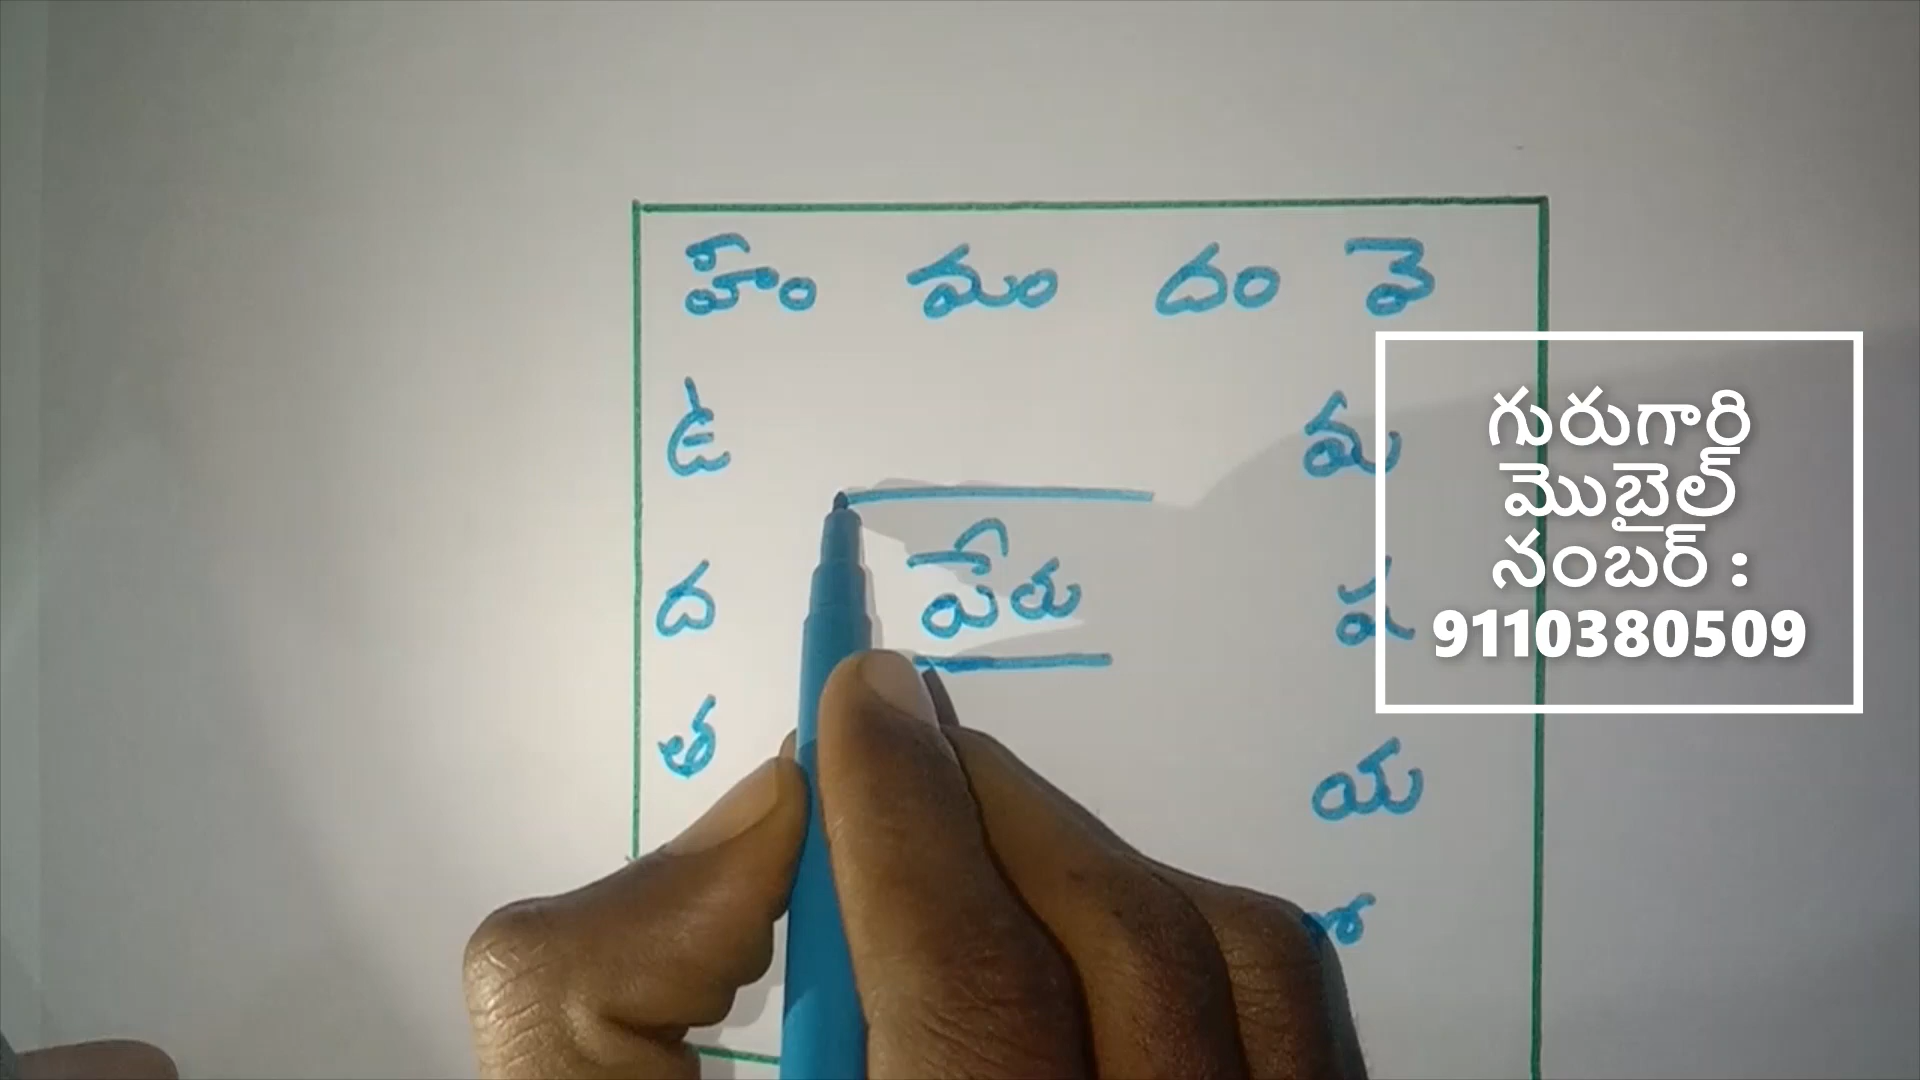 హేం మం దం వె
ఉ మ
పేరు
ద ష
త య
గురుగారి
మొబైల్
నంబర్ :
9110380509